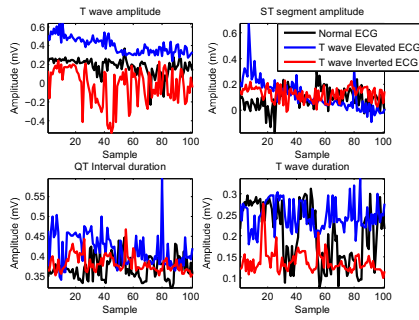 T wave amplitude
Amplitude (mV)
0.6
0.4
0.2
0
−0.2
−0.4
20
40
60
80
100
Sample
ST segment amplitude
Amplitude (mV)
0.6
0.4
0.2
0
20
40
60
80
100
Sample
Normal ECG
T wave Elevated ECG
T wave Inverted ECG
QT Interval duration
Amplitude (mV)
0.55
0.5
0.45
0.4
0.35
20
40
60
80
100
Sample
T wave duration
Amplitude (mV)
0.3
0.25
0.2
0.15
0.1
20
40
60
80
100
Sample